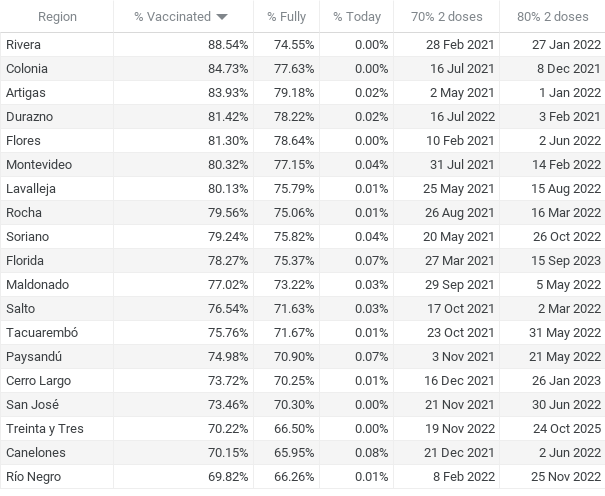 Region % Vaccinated % Fully % Today 70% 2 doses 80% 2 doses
Rivera 88.54% 74.55% 0.00% 28 Feb 2021 27 Jan 2022
Colonia 84.73% 77.63% 0.00% 16 Jul 2021 8 Dec 2021
Artigas 83.93% 79.18% 0.02% 2 May 2021 1 Jan 2022
Durazno 81.42% 78.22% 0.02% 16 Jul 2022 3 Feb 2021
Flores 81.30% 78.64% 0.00% 10 Feb 2021 2 Jun 2022
Montevideo 80.32% 77.15% 0.04% 31 Jul 2021 14 Feb 2022
Lavalleja 80.13% 75.79% 0.01% 25 May 2021 15 Aug 2022
Rocha 79.56% 75.06% 0.01% 26 Aug 2021 16 Mar 2022
Soriano 79.24% 75.82% 0.04% 20 May 2021 26 Oct 2022
Florida 78.27% 75.37% 0.07% 27 Mar 2021 15 Sep 2023
Maldonado 77.02% 73.22% 0.03% 29 Sep 2021 5 May 2022
Salto 76.54% 71.63% 0.03% 17 Oct 2021 2 Mar 2022
Tacuarembó 75.76% 71.67% 0.01% 23 Oct 2021 31 May 2022
Paysandú 74.98% 70.90% 0.07% 3 Nov 2021 21 May 2022
Cerro Largo 73.72% 70.25% 0.01% 16 Dec 2021 26 Jan 2023
San José 73.46% 70.30% 0.00% 21 Nov 2021 30 Jun 2022
Treinta y Tres 70.22% 66.50% 0.00% 19 Nov 2022 24 Oct 2025
Canelones 70.15% 65.95% 0.08% 21 Dec 2021 2 Jun 2022
Río Negro 69.82% 66.26% 0.01% 8 Feb 2022 25 Nov 2022